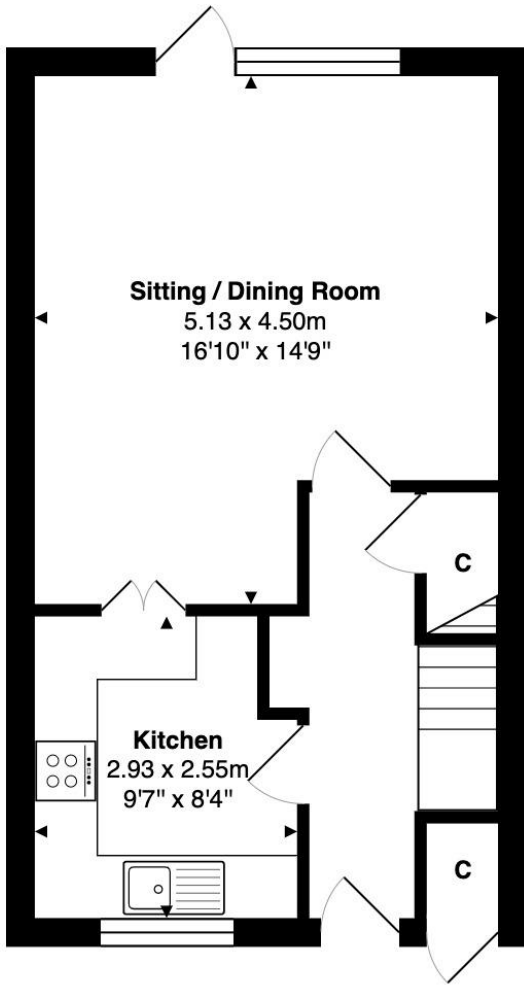 Sitting / Dining Room
5.13 x 4.50m
16'10" x 14'9"
C
Kitchen
2.93 x 2.55m
9'7" x 8'4"
C